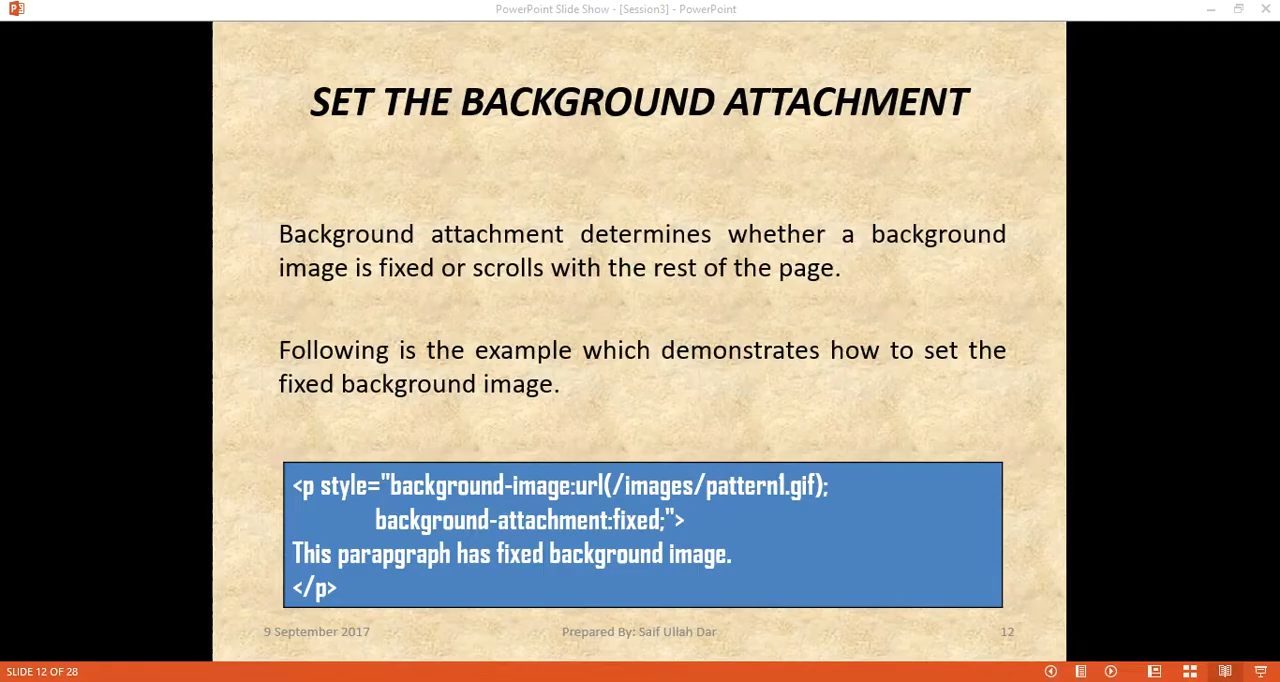 PowerPoint Slide Show - [Session3] - PowerPoint
SET THE BACKGROUND ATTACHMENT
Background attachment determines whether a background
image is fixed or scrolls with the rest of the page.
Following is the example which demonstrates how to set the
fixed background image.
<p style="background-image:url(/images/pattern1.gif);
background-attachment:fixed;">
This parapgraph has fixed background image.
</p>
9 September 2017 Prepared By: Saif Ullah Dar 12
SLIDE 12 OF 28